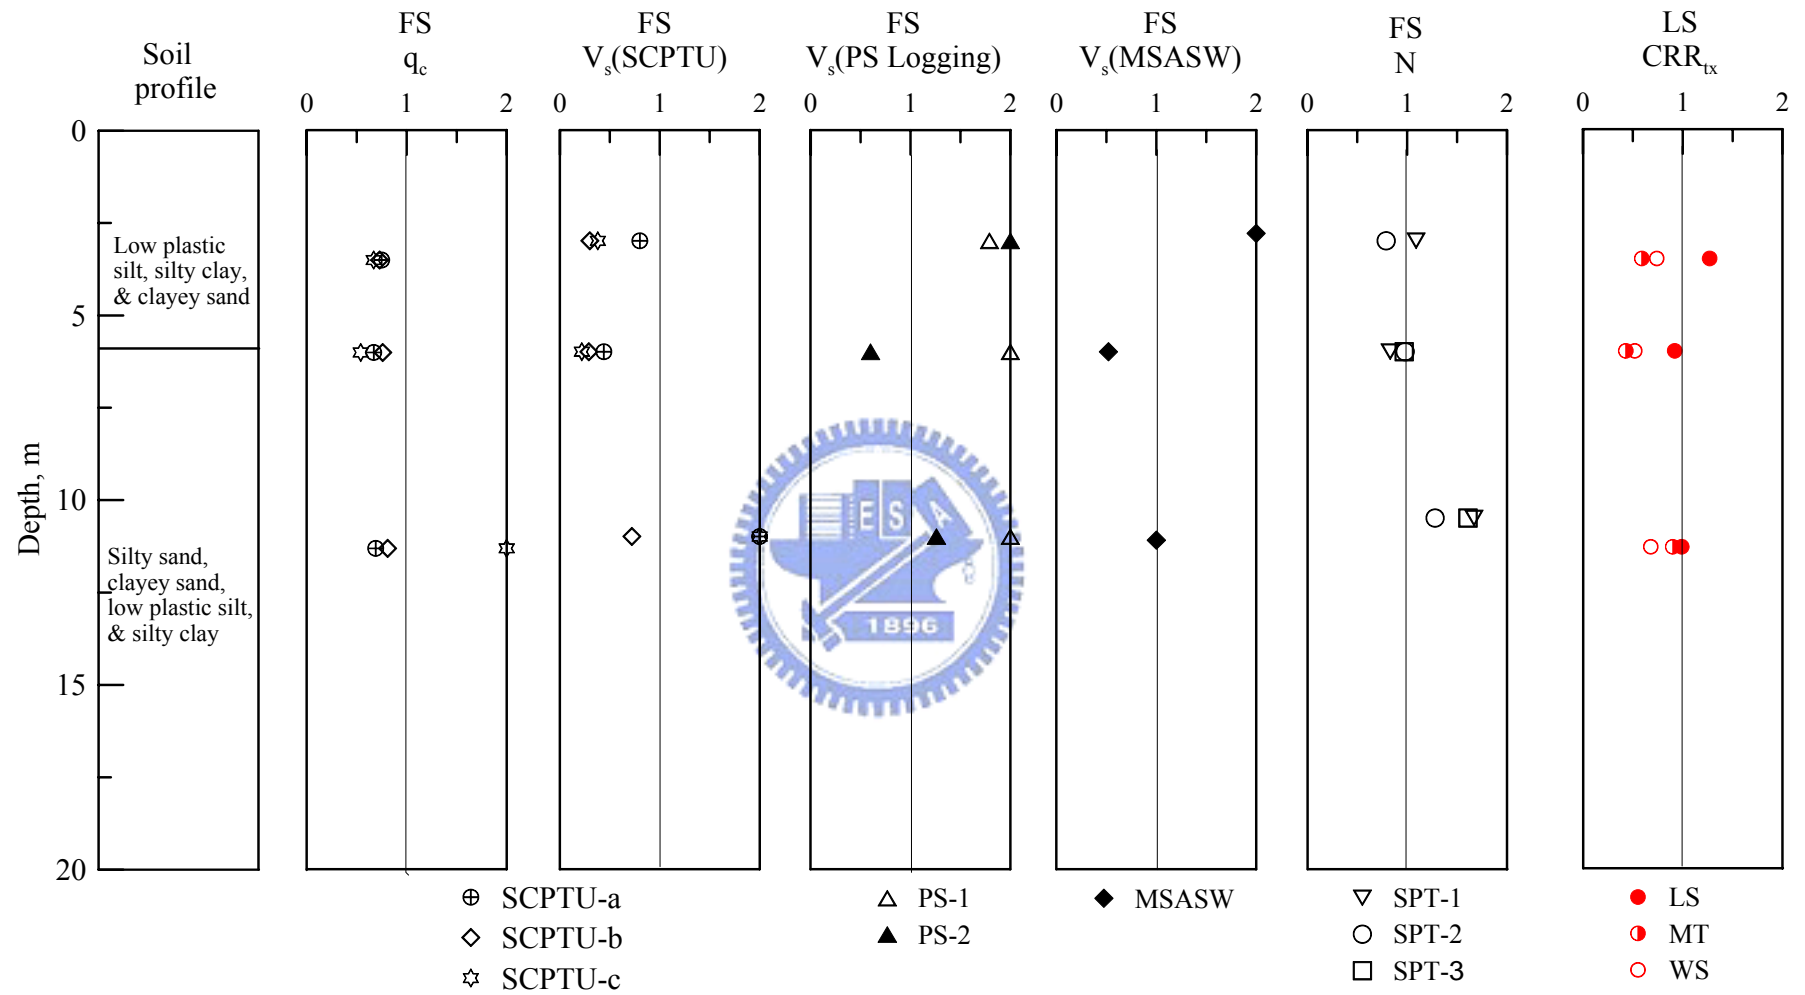 Soil
profile
FS
q_c
FS
V_s(SCPTU)
FS
V_s(PS Logging)
FS
V_s(MSASW)
FS
N
LS
CRR_tx
0 1 2
0 1 2
0 1 2
0 1 2
0 1 2
0 1 2
0
5
10
15
20
Depth, m
Low plastic
silt, silty clay,
& clayey sand
Silty sand,
clayey sand,
low plastic silt,
& silty clay
E S A
1896
SCPTU-a
SCPTU-b
SCPTU-c
PS-1
PS-2
MSASW
SPT-1
SPT-2
SPT-3
LS
MT
WS